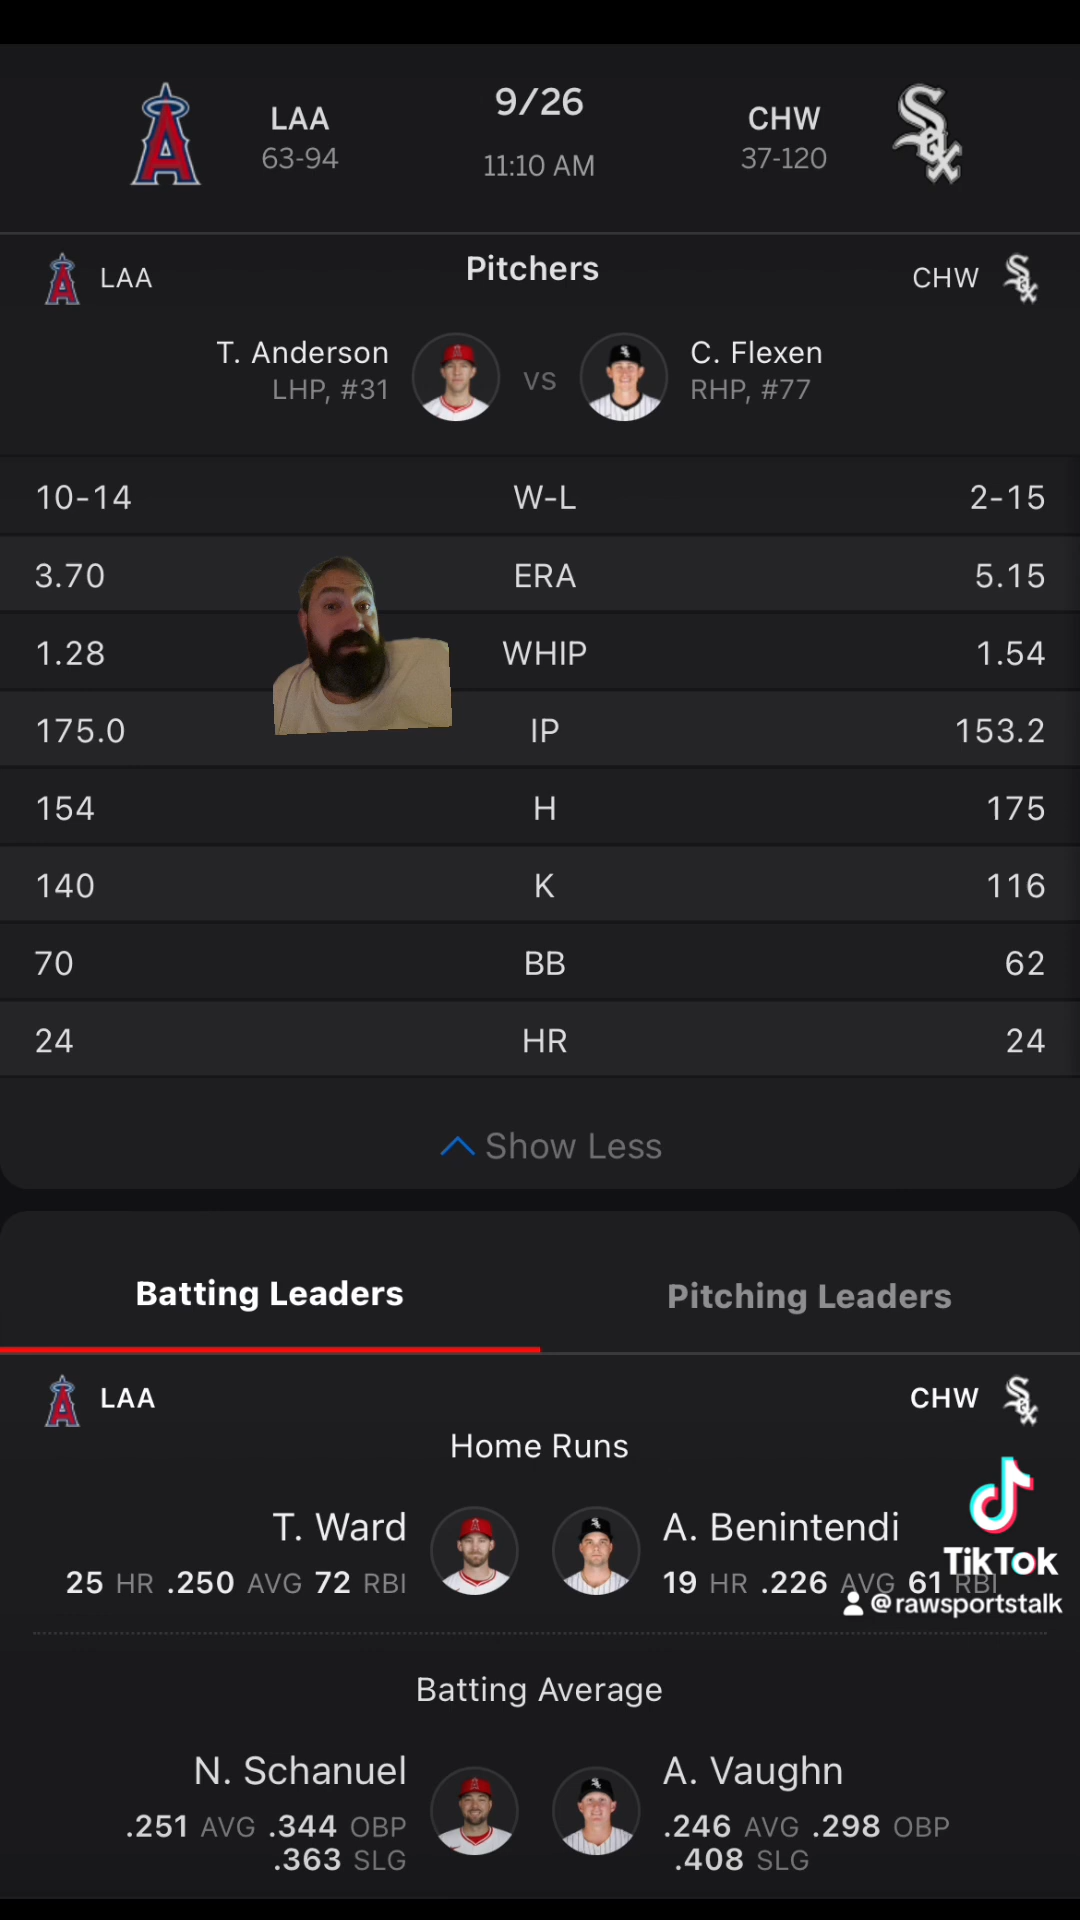 LAA
63-94
9/26
11:10 AM
CHW
37-120
LAA
Pitchers
CHW
T. Anderson
LHP, #31
vs
C. Flexen
RHP, #77
10-14 W-L 2-15
3.70 ERA 5.15
1.28 WHIP 1.54
175.0 IP 153.2
154 H 175
140 K 116
70 BB 62
24 HR 24
Show Less
Batting Leaders
Pitching Leaders
LAA
CHW
Home Runs
T. Ward
25 HR .250 AVG 72 RBI
A. Benintendi
19 HR .226 AVG 61 RBI
TikTok
@rawsportstalk
Batting Average
N. Schanuel
.251 AVG .344 OBP
.363 SLG
A. Vaughn
.246 AVG .298 OBP
.408 SLG